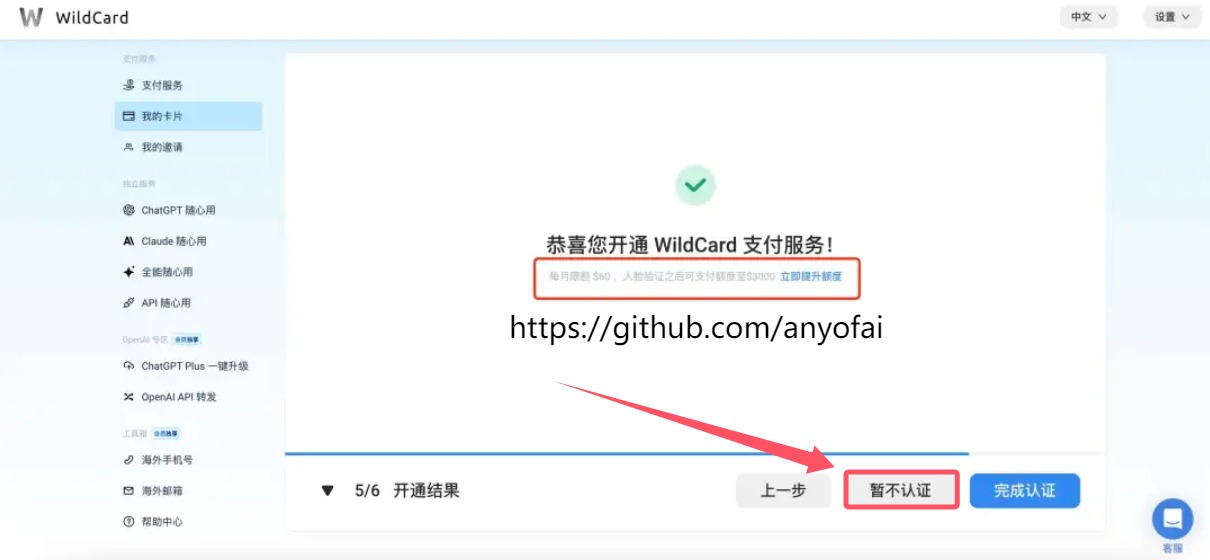 WildCard
中文
设置
支付服务
支付服务
我的卡片
我的邀请
独立服务
ChatGPT 随心用
Claude 随心用
全能随心用
API 随心用
OpenAI 专区 会员独享
ChatGPT Plus 一键升级
OpenAI API 转发
工具箱 会员独享
海外手机号
海外邮箱
帮助中心
恭喜您开通 WildCard 支付服务!
每月限额 $60 ，人脸验证之后可支付额度至$3000 立即提升额度
https://github.com/anyofai
5/6 开通结果
上一步
暂不认证
完成认证
客服